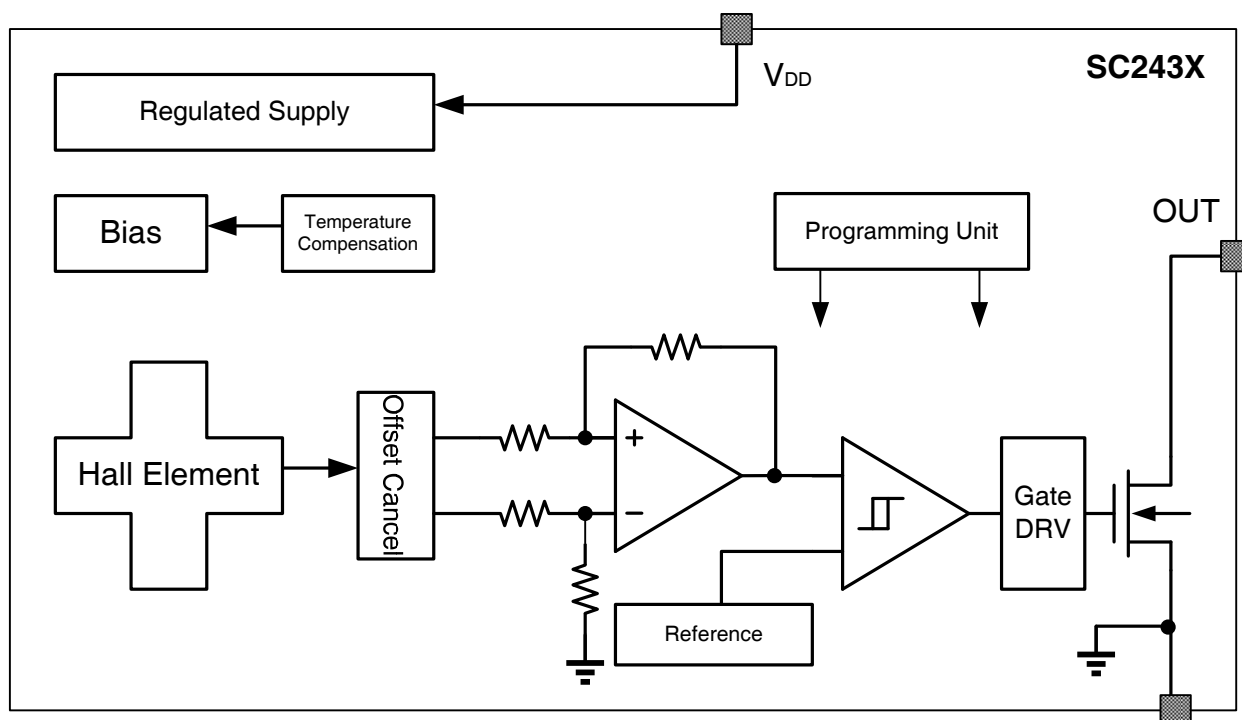 SC243X
VDD
Regulated Supply
Bias
Temperature
Compensation
Programming Unit
OUT
Hall Element
Offset Cancel
+
−
Gate
DRV
Reference